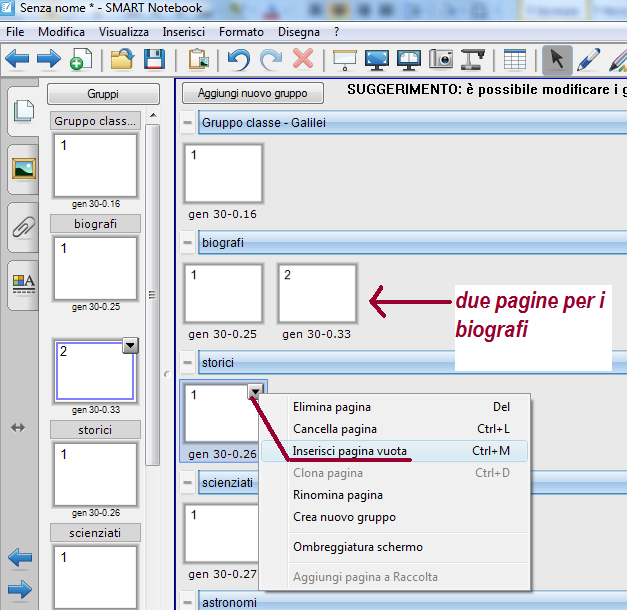 Senza nome * - SMART Notebook
File Modifica Visualizza Inserisci Formato Disegna ?
Gruppi
Gruppo class...
1
gen 30-0.16
biografi
1
gen 30-0.25
2
gen 30-0.33
storici
1
gen 30-0.26
scienziati
1
Aggiungi nuovo gruppo SUGGERIMENTO: è possibile modificare i g
Gruppo classe - Galilei
1
gen 30-0.16
biografi
1 2
gen 30-0.25 gen 30-0.33
due pagine per i
biografi
storici
1
gen 30-0.26
Elimina pagina Del
Cancella pagina Ctrl+L
Inserisci pagina vuota Ctrl+M
Clona pagina Ctrl+D
Rinomina pagina
Crea nuovo gruppo
Ombreggiatura schermo
Aggiungi pagina a Raccolta
scienziati
1
gen 30-0.27
astronomi